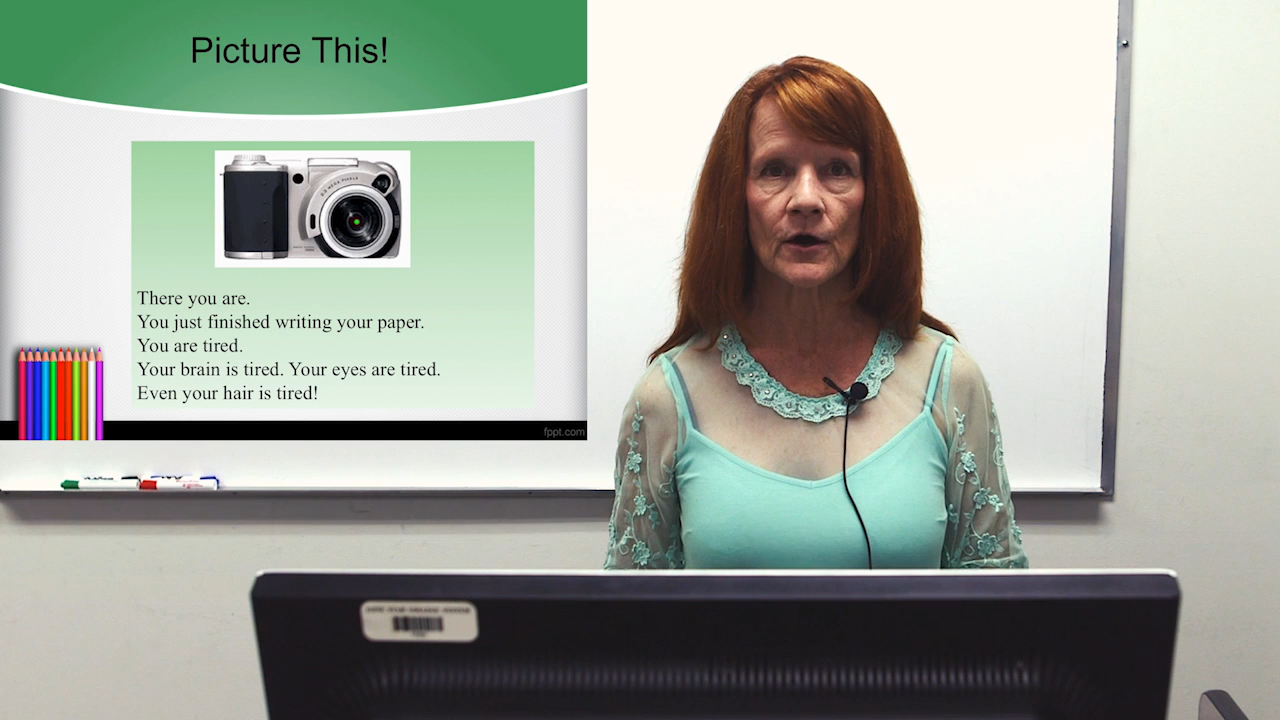 Picture This!
There you are.
You just finished writing your paper.
You are tired.
Your brain is tired. Your eyes are tired.
Even your hair is tired!
fppt.com